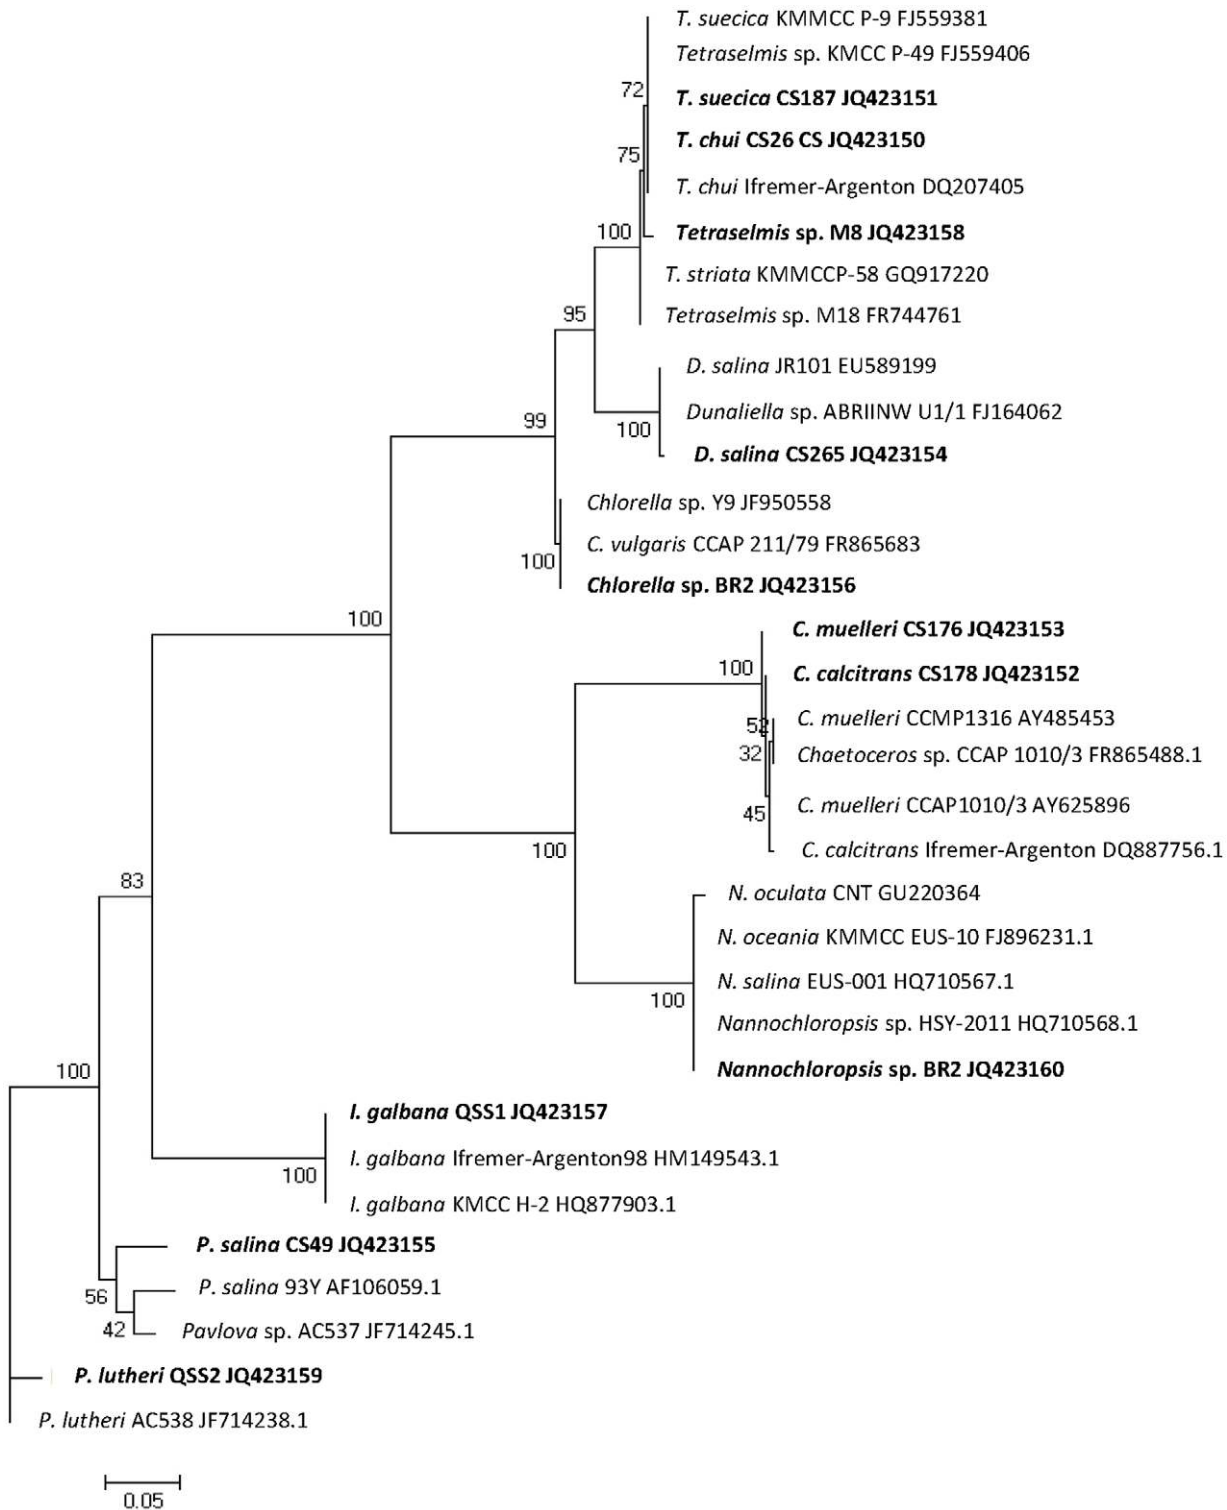 T. suecica KMMCC P-9 FJ559381
Tetraselmis sp. KMCC P-49 FJ559406
72
T. suecica CS187 JQ423151
T. chui CS26 CS JQ423150
75
T. chui Ifremer-Argenton DQ207405
100
Tetraselmis sp. M8 JQ423158
T. striata KMMCCP-58 GQ917220
95
Tetraselmis sp. M18 FR744761
D. salina JR101 EU589199
99
Dunaliella sp. ABRIINW U1/1 FJ164062
100
D. salina CS265 JQ423154
Chlorella sp. Y9 JF950558
C. vulgaris CCAP 211/79 FR865683
100
Chlorella sp. BR2 JQ423156
100
C. muelleri CS176 JQ423153
100
C. calcitrans CS178 JQ423152
52
C. muelleri CCMP1316 AY485453
32
Chaetoceros sp. CCAP 1010/3 FR865488.1
45
C. muelleri CCAP1010/3 AY625896
100
C. calcitrans Ifremer-Argenton DQ887756.1
83
N. oculata CNT GU220364
N. oceania KMMCC EUS-10 FJ896231.1
N. salina EUS-001 HQ710567.1
100
Nannochloropsis sp. HSY-2011 HQ710568.1
100
Nannochloropsis sp. BR2 JQ423160
I. galbana QSS1 JQ423157
I. galbana Ifremer-Argenton98 HM149543.1
100
I. galbana KMCC H-2 HQ877903.1
P. salina CS49 JQ423155
56
P. salina 93Y AF106059.1
42
Pavlova sp. AC537 JF714245.1
P. lutheri QSS2 JQ423159
P. lutheri AC538 JF714238.1
0.05